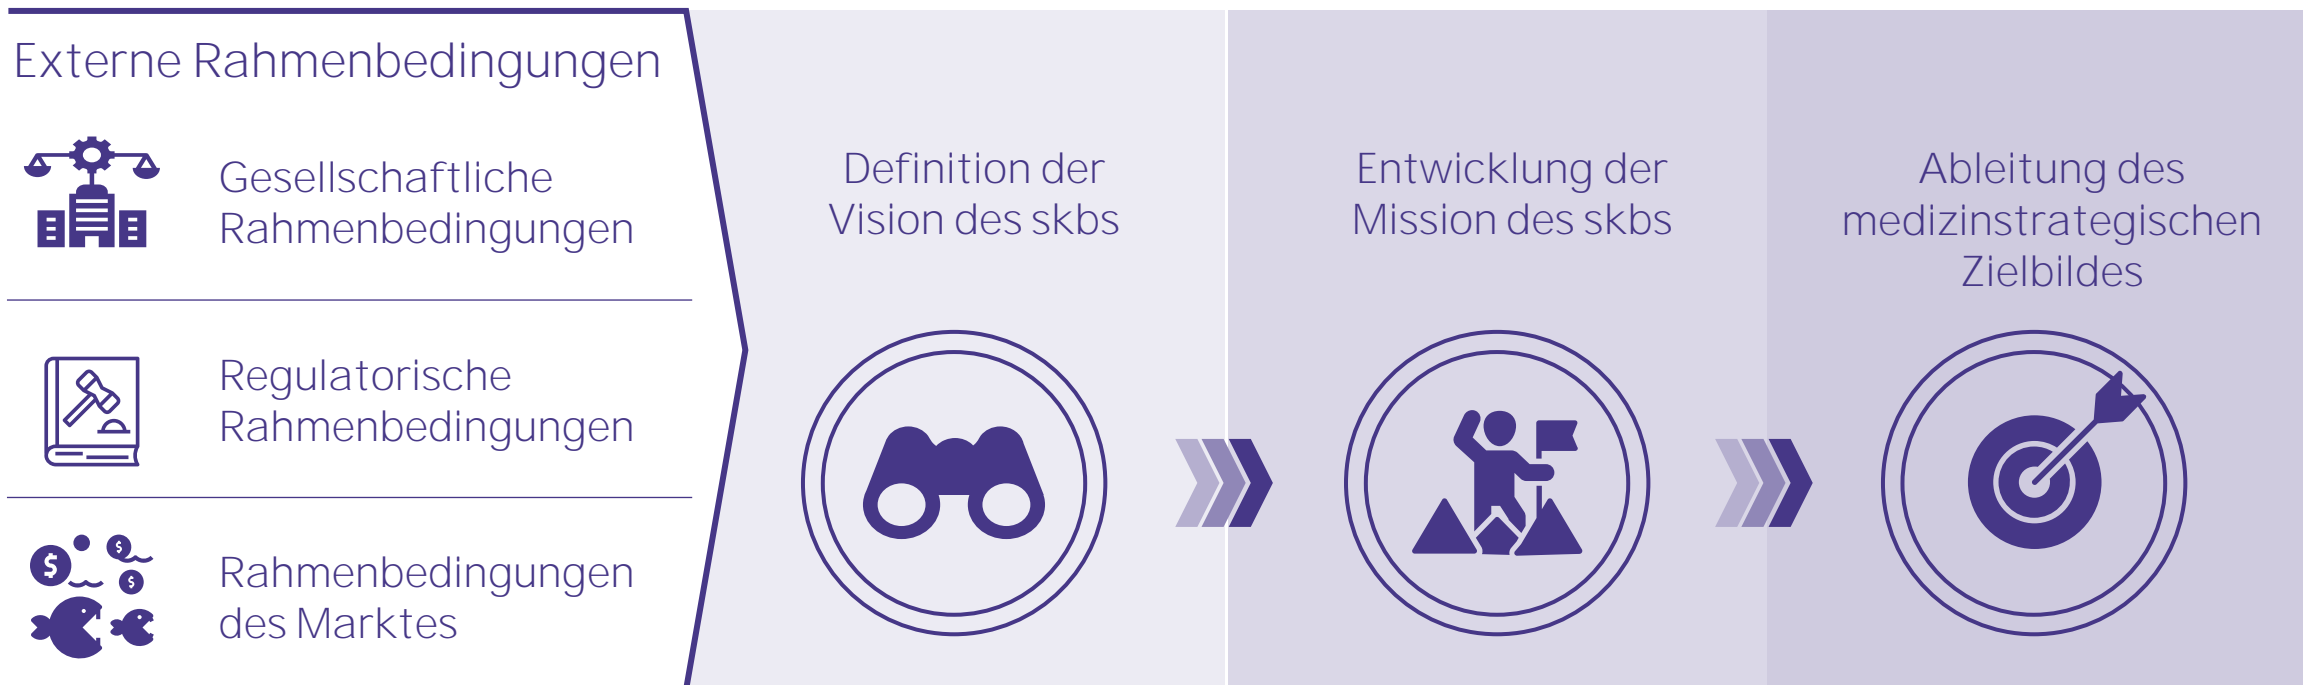 Externe Rahmenbedingungen
Gesellschaftliche
Rahmenbedingungen
Regulatorische
Rahmenbedingungen
$
$
$
Rahmenbedingungen
des Marktes
Definition der
Vision des skbs
Entwicklung der
Mission des skbs
Ableitung des
medizinstrategischen
Zielbildes